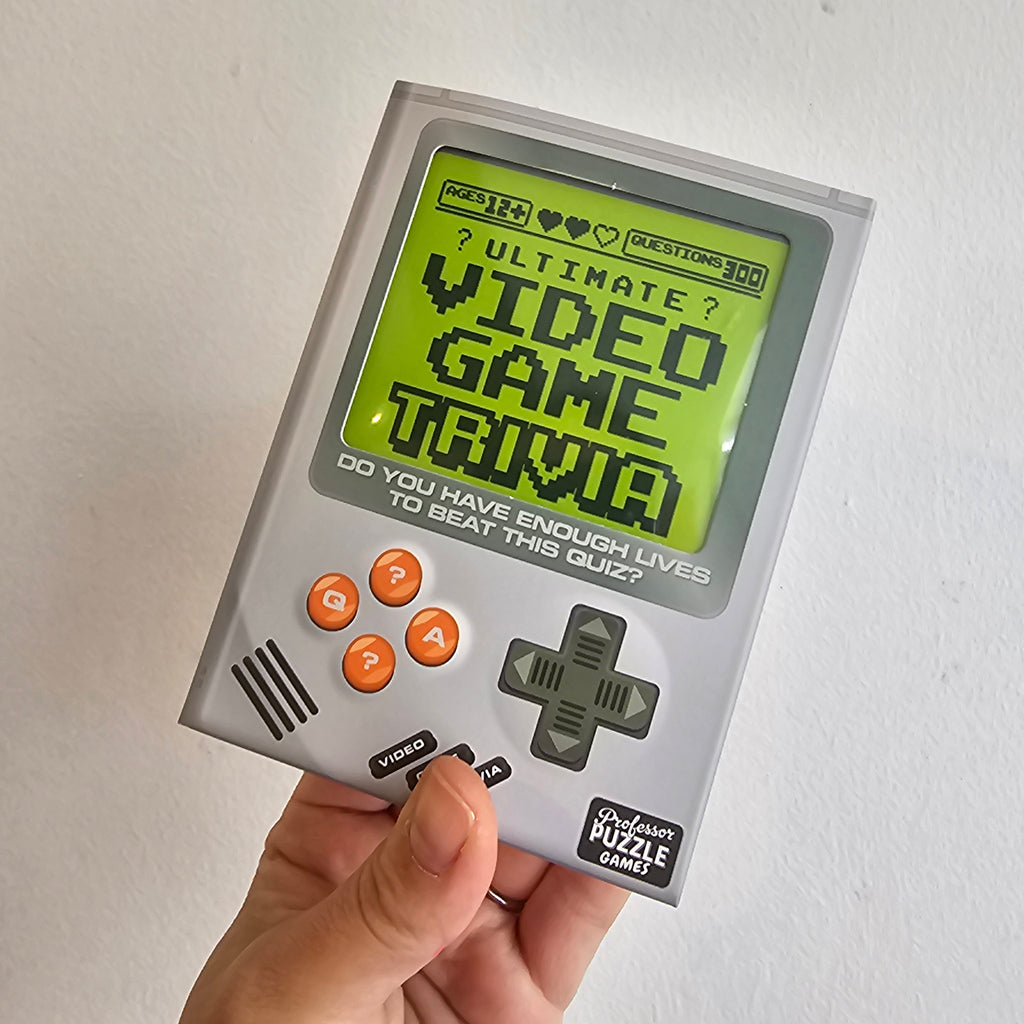 AGES 12+
QUESTIONS 300
? ULTIMATE ?
VIDEO
GAME
TRIVIA
DO YOU HAVE ENOUGH LIVES
TO BEAT THIS QUIZ?
?
Q
A
?
VIDEO
Professor
PUZZLE
GAMES